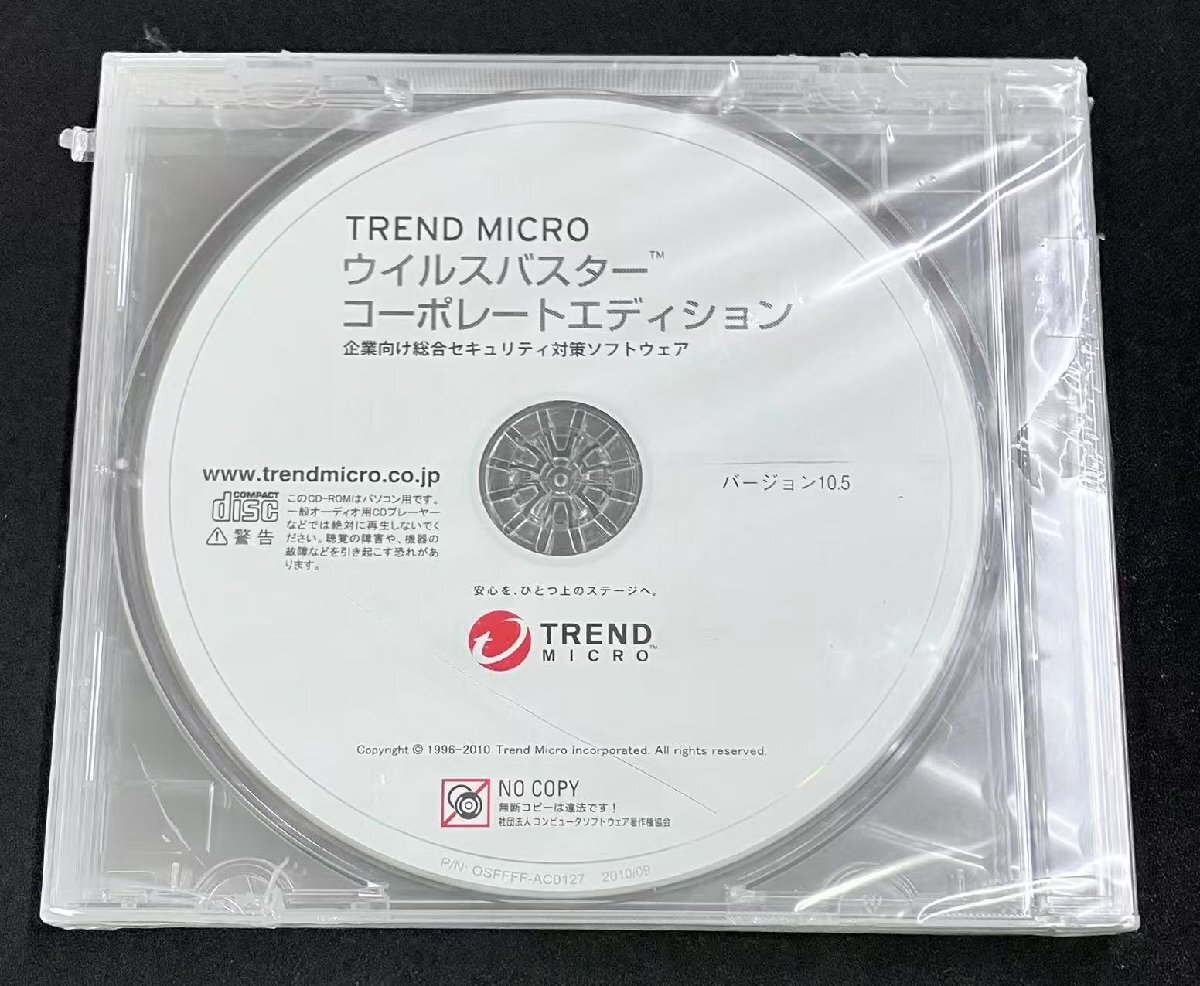 TREND MICRO
ウイルスバスター™
コーポレートエディション
企業向け総合セキュリティ対策ソフトウェア
www.trendmicro.co.jp
COMPACT
disc
警告
このCD-ROMはパソコン用です。
一般オーディオ用CDプレーヤー
などでは絶対に再生しないでく
ださい。聴覚の障害や、機器の
故障などを引き起こす恐れがあ
ります。
バージョン10.5
安心を、ひとつ上のステージへ。
TREND
MICRO™
Copyright © 1996-2010 Trend Micro Incorporated. All rights reserved.
NO COPY
無断コピーは違法です!
社団法人 コンピュータソフトウェア著作権協会
P/N: OSFFFF-AC0127 2010/09